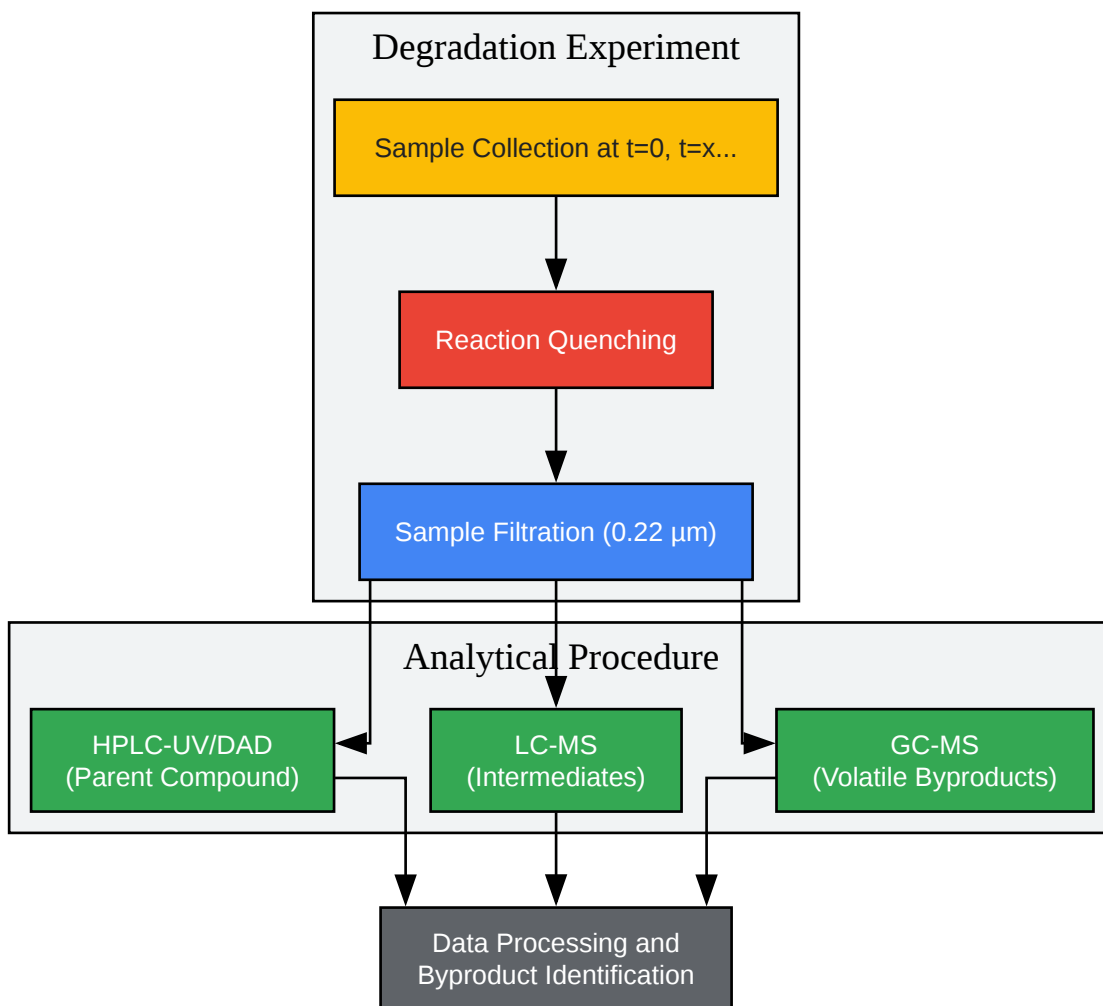 Degradation Experiment
Sample Collection at t=0, t=x...
Reaction Quenching
Sample Filtration (0.22 µm)
Analytical Procedure
HPLC-UV/DAD
(Parent Compound)
LC-MS
(Intermediates)
GC-MS
(Volatile Byproducts)
Data Processing and
Byproduct Identification